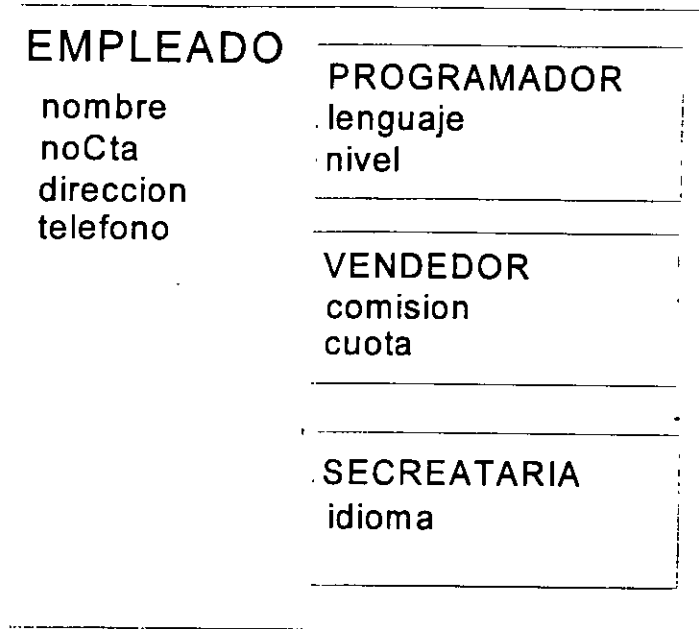 EMPLEADO
nombre
noCta
direccion
telefono
PROGRAMADOR
lenguaje
nivel
VENDEDOR
comision
cuota
SECREATARIA
idioma